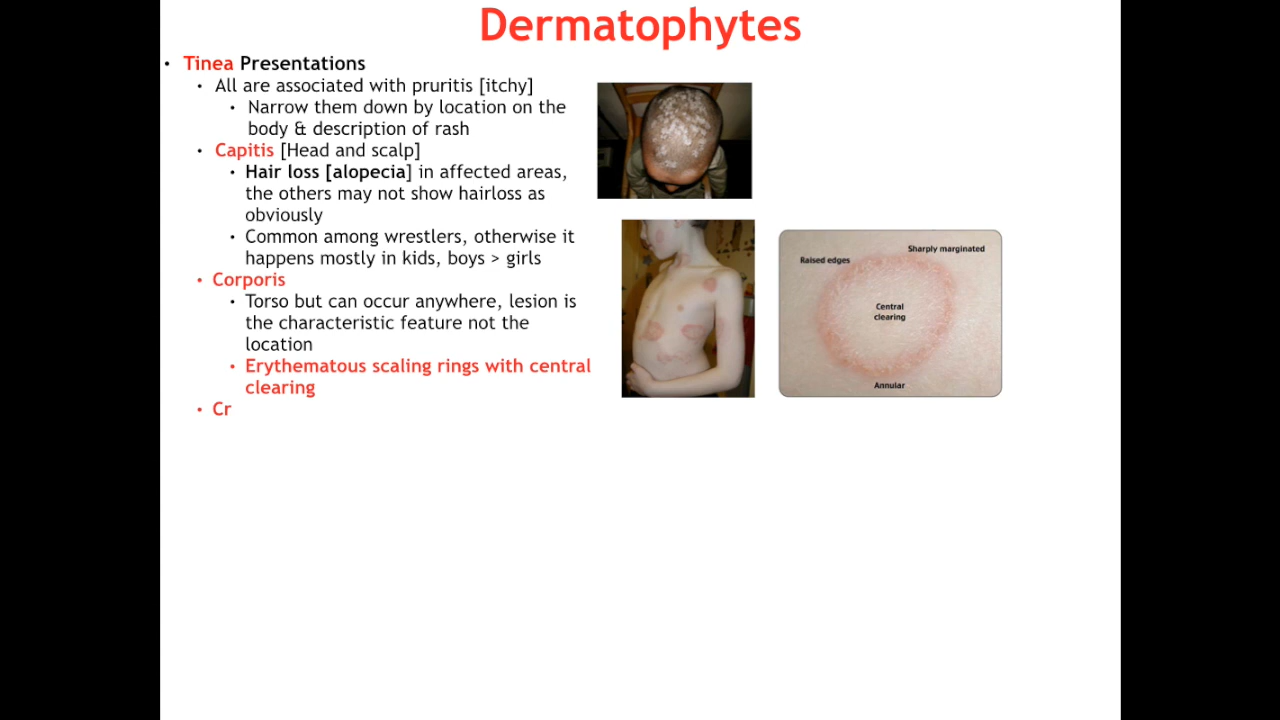 Dermatophytes
• Tinea Presentations
• All are associated with pruritis [itchy]
• Narrow them down by location on the
body & description of rash
• Capitis [Head and scalp]
• Hair loss [alopecia] in affected areas,
the others may not show hairloss as
obviously
• Common among wrestlers, otherwise it
happens mostly in kids, boys > girls
• Corporis
• Torso but can occur anywhere, lesion is
the characteristic feature not the
location
• Erythematous scaling rings with central
clearing
• Cr
Sharply marginated
Raised edges
Central
clearing
Annular